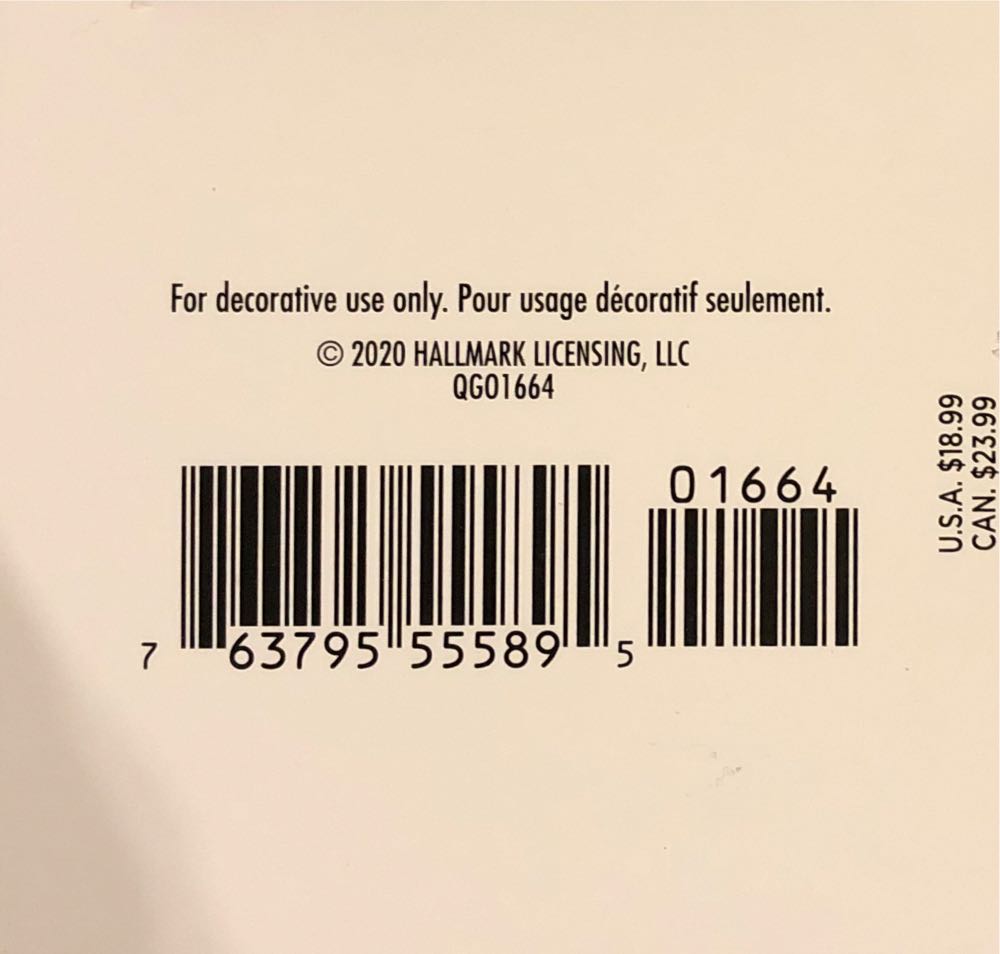 For decorative use only. Pour usage décoratif seulement.
© 2020 HALLMARK LICENSING, LLC
QGO1664
01664
7 63795 55589 5
U.S.A. $18.99
CAN. $23.99